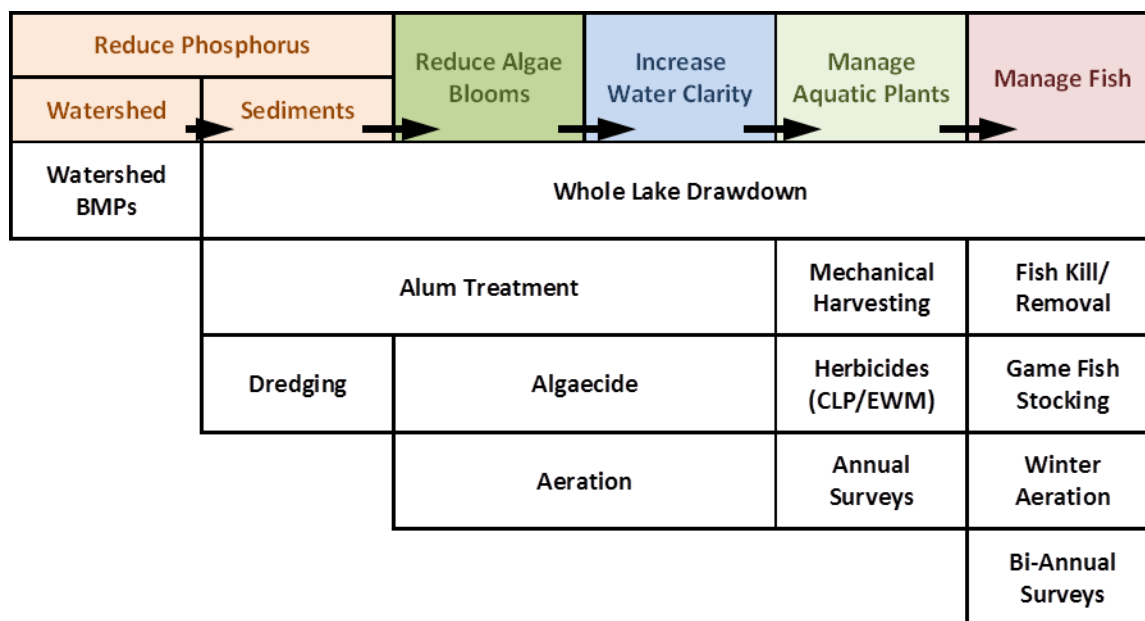 Reduce Phosphorus
Reduce Algae
Blooms
Increase
Water Clarity
Manage
Aquatic Plants
Manage Fish
Watershed
Sediments
Watershed
BMPs
Whole Lake Drawdown
Alum Treatment
Mechanical
Harvesting
Fish Kill/
Removal
Dredging
Algaecide
Herbicides
(CLP/EWM)
Game Fish
Stocking
Aeration
Annual
Surveys
Winter
Aeration
Bi-Annual
Surveys